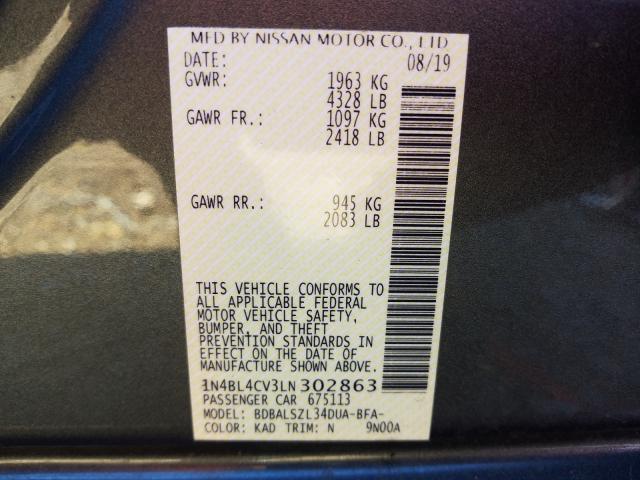 MFD BY NISSAN MOTOR CO., LTD
DATE: 08/19
GVWR: 1963 KG
4328 LB
GAWR FR.: 1097 KG
2418 LB
GAWR RR.: 945 KG
2083 LB
THIS VEHICLE CONFORMS TO
ALL APPLICABLE FEDERAL
MOTOR VEHICLE SAFETY,
BUMPER, AND THEFT
PREVENTION STANDARDS IN
EFFECT ON THE DATE OF
MANUFACTURE SHOWN ABOVE.
1N4BL4CV3LN302863
PASSENGER CAR 675113
MODEL: BDBALSZL34DUA-BFA-
COLOR: KAD TRIM: N 9N00A